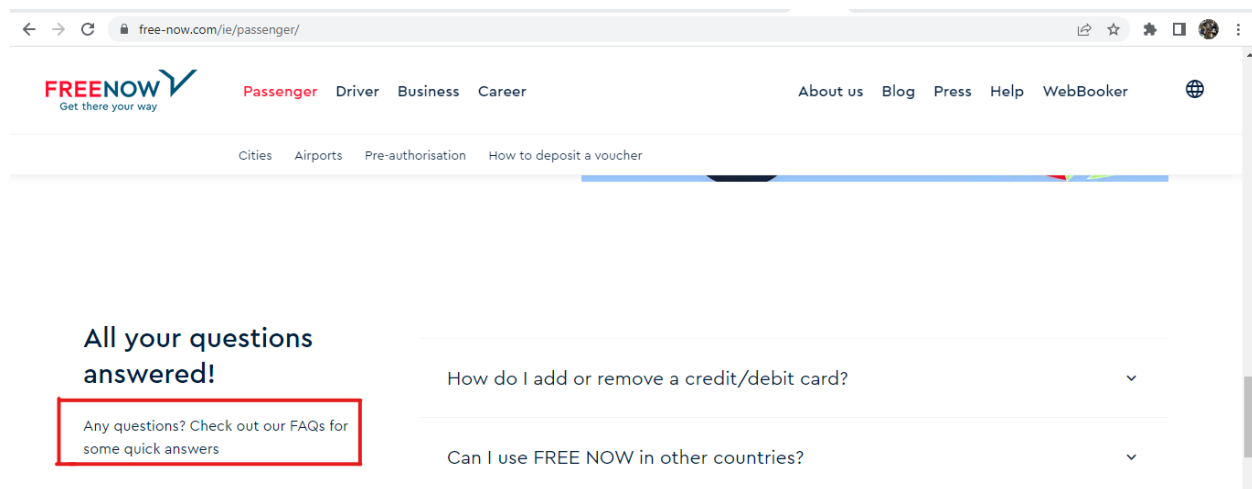 free-now.com/ie/passenger/
FREENOW
Get there your way
Passenger Driver Business Career
About us Blog Press Help WebBooker
Cities Airports Pre-authorisation How to deposit a voucher
All your questions
answered!
Any questions? Check out our FAQs for
some quick answers
How do I add or remove a credit/debit card?
Can I use FREE NOW in other countries?